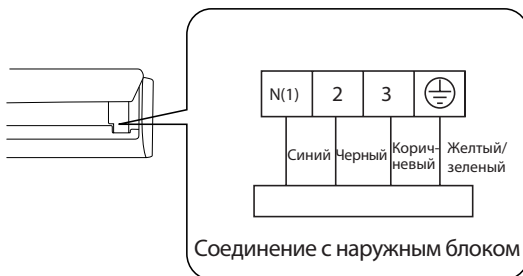 N(1) 2 3
Синий Черный Корич-
невый Желтый/
зеленый
Соединение с наружным блоком